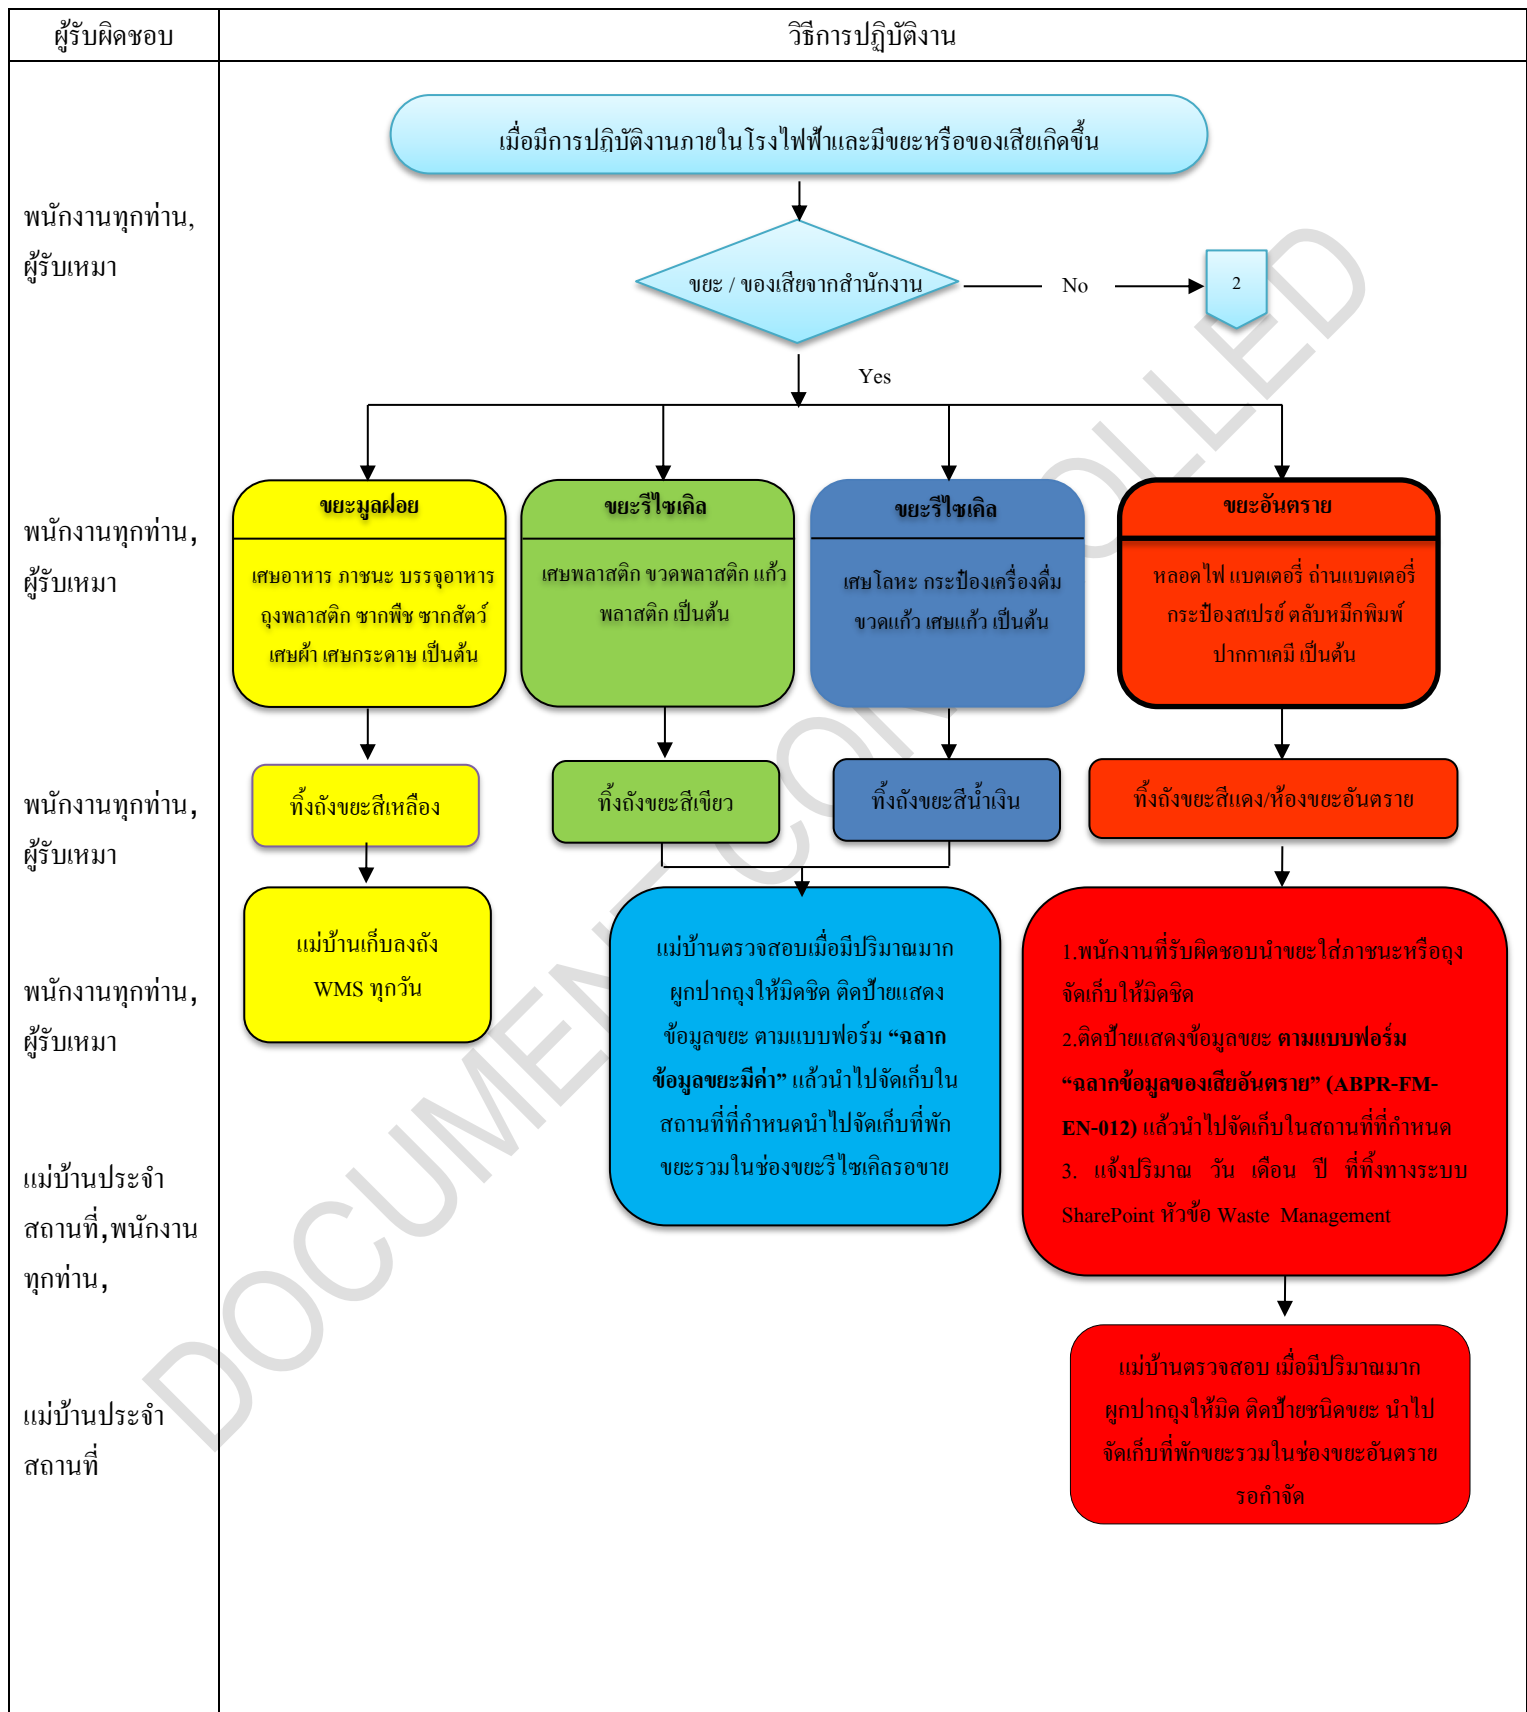 ผู้รับผิดชอบ
วิธีการปฏิบัติงาน
เมื่อมีการปฏิบัติงานภายในโรงไฟฟ้าและมีขยะหรือของเสียเกิดขึ้น
พนักงานทุกท่าน,
ผู้รับเหมา
ขยะ / ของเสียจากสำนักงาน
No
2
Yes
พนักงานทุกท่าน,
ผู้รับเหมา
ขยะมูลฝอย
เศษอาหาร ภาชนะ บรรจุอาหาร
ถุงพลาสติก ซากพืช ซากสัตว์
เศษผ้า เศษกระดาษ เป็นต้น
ขยะรีไซเคิล
เศษพลาสติก ขวดพลาสติก แก้ว
พลาสติก เป็นต้น
ขยะรีไซเคิล
เศษโลหะ กระป๋องเครื่องดื่ม
ขวดแก้ว เศษแก้ว เป็นต้น
ขยะอันตราย
หลอดไฟ แบตเตอรี่ ถ่านแบตเตอรี่
กระป๋องสเปรย์ ตลับหมึกพิมพ์
ปากกาเคมี เป็นต้น
พนักงานทุกท่าน,
ผู้รับเหมา
ทิ้งถังขยะสีเหลือง
ทิ้งถังขยะสีเขียว
ทิ้งถังขยะสีน้ำเงิน
ทิ้งถังขยะสีแดง/ห้องขยะอันตราย
พนักงานทุกท่าน,
ผู้รับเหมา
แม่บ้านเก็บลงถัง
WMS ทุกวัน
แม่บ้านตรวจสอบเมื่อมีปริมาณมาก
ผูกปากถุงให้มิดชิด ติดป้ายแสดง
ข้อมูลขยะ ตามแบบฟอร์ม “ฉลาก
ข้อมูลขยะมีค่า” แล้วนำไปจัดเก็บใน
สถานที่ที่กำหนดนำไปจัดเก็บที่พัก
ขยะรวมในช่องขยะรีไซเคิลรอขาย
1.พนักงานที่รับผิดชอบนำขยะใส่ภาชนะหรือถุง
จัดเก็บให้มิดชิด
2.ติดป้ายแสดงข้อมูลขยะ ตามแบบฟอร์ม
“ฉลากข้อมูลของเสียอันตราย” (ABPR-FM-
EN-012) แล้วนำไปจัดเก็บในสถานที่ที่กำหนด
3. แจ้งปริมาณ วัน เดือน ปี ที่ทิ้งทางระบบ
SharePoint หัวข้อ Waste Management
แม่บ้านประจำ
สถานที่,พนักงาน
ทุกท่าน,
แม่บ้านประจำ
สถานที่
แม่บ้านตรวจสอบ เมื่อมีปริมาณมาก
ผูกปากถุงให้มิด ติดป้ายชนิดขยะ นำไป
จัดเก็บที่พักขยะรวมในช่องขยะอันตราย
รอกำจัด
DOCUMENT CONTROLLED